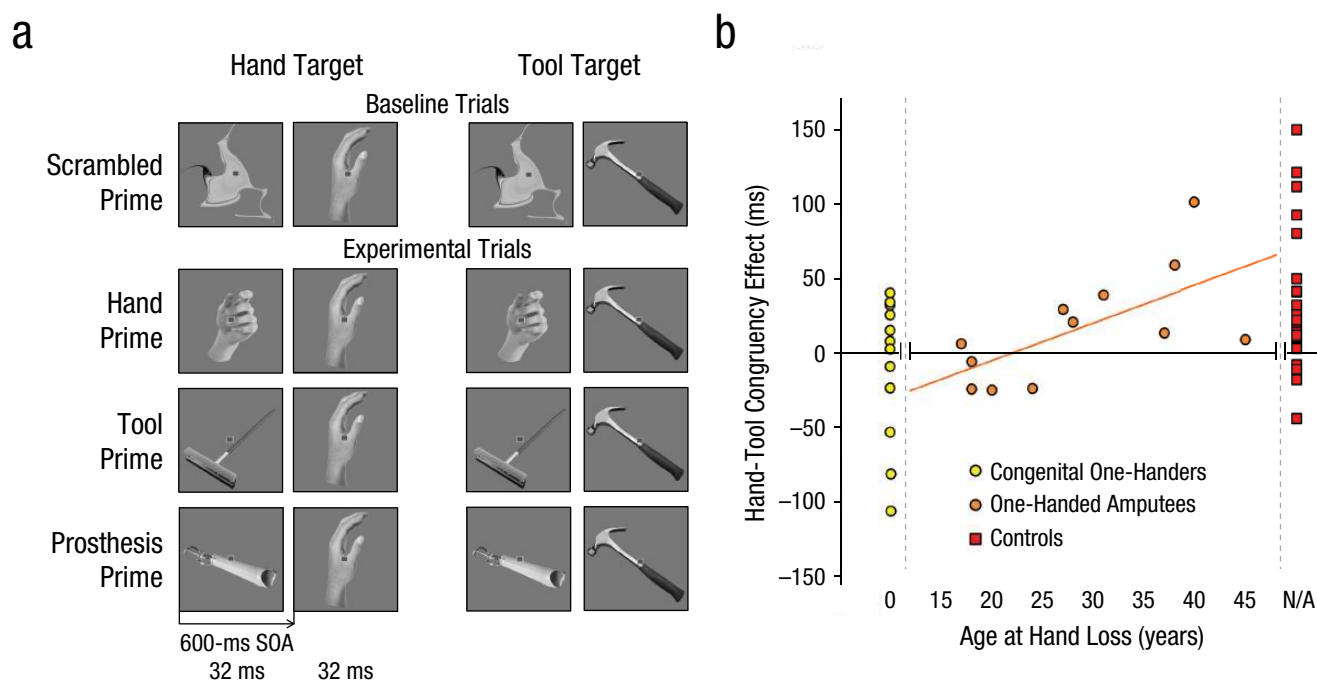 a
Hand Target
Tool Target
Baseline Trials
Scrambled
Prime
Experimental Trials
Hand
Prime
Tool
Prime
Prosthesis
Prime
600-ms SOA
32 ms
32 ms
b
Hand-Tool Congruency Effect (ms)
150
100
50
0
−50
−100
−150
Congenital One-Handers
One-Handed Amputees
Controls
0 15 20 25 30 35 40 45 N/A
Age at Hand Loss (years)